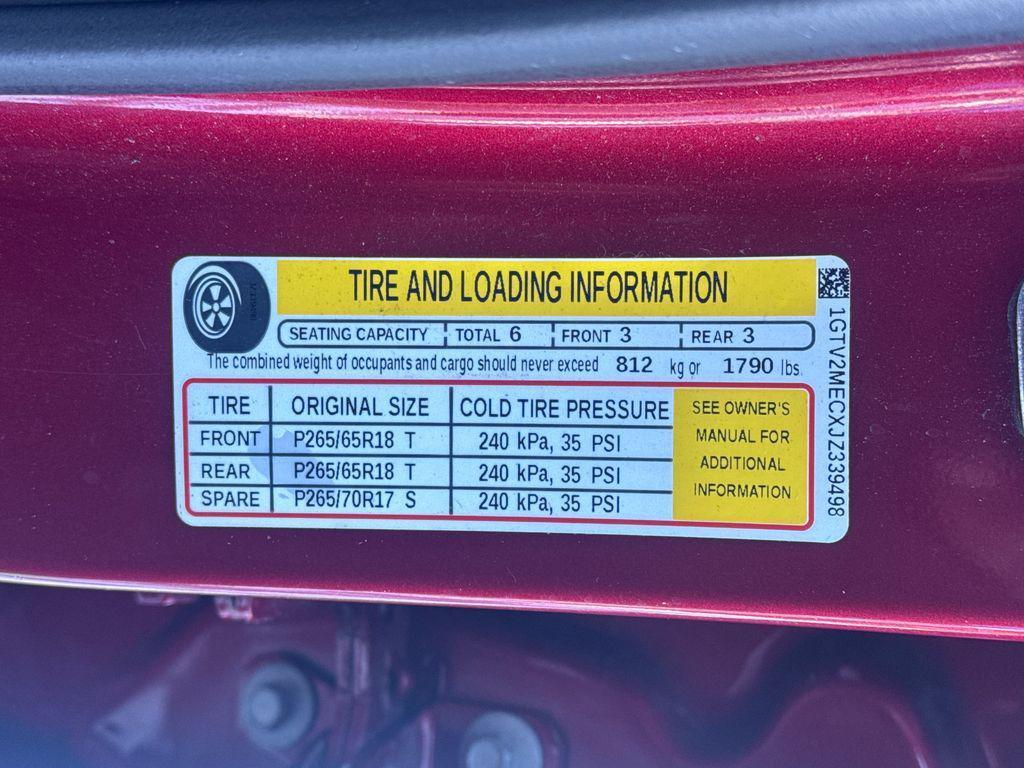 TIRE AND LOADING INFORMATION
SEATING CAPACITY TOTAL 6 FRONT 3 REAR 3
The combined weight of occupants and cargo should never exceed 812 kg or 1790 lbs.
TIRE ORIGINAL SIZE COLD TIRE PRESSURE
FRONT P265/65R18 T 240 kPa, 35 PSI
REAR P265/65R18 T 240 kPa, 35 PSI
SPARE P265/70R17 S 240 kPa, 35 PSI
SEE OWNER'S
MANUAL FOR
ADDITIONAL
INFORMATION
1GTV2MECXJZ339498